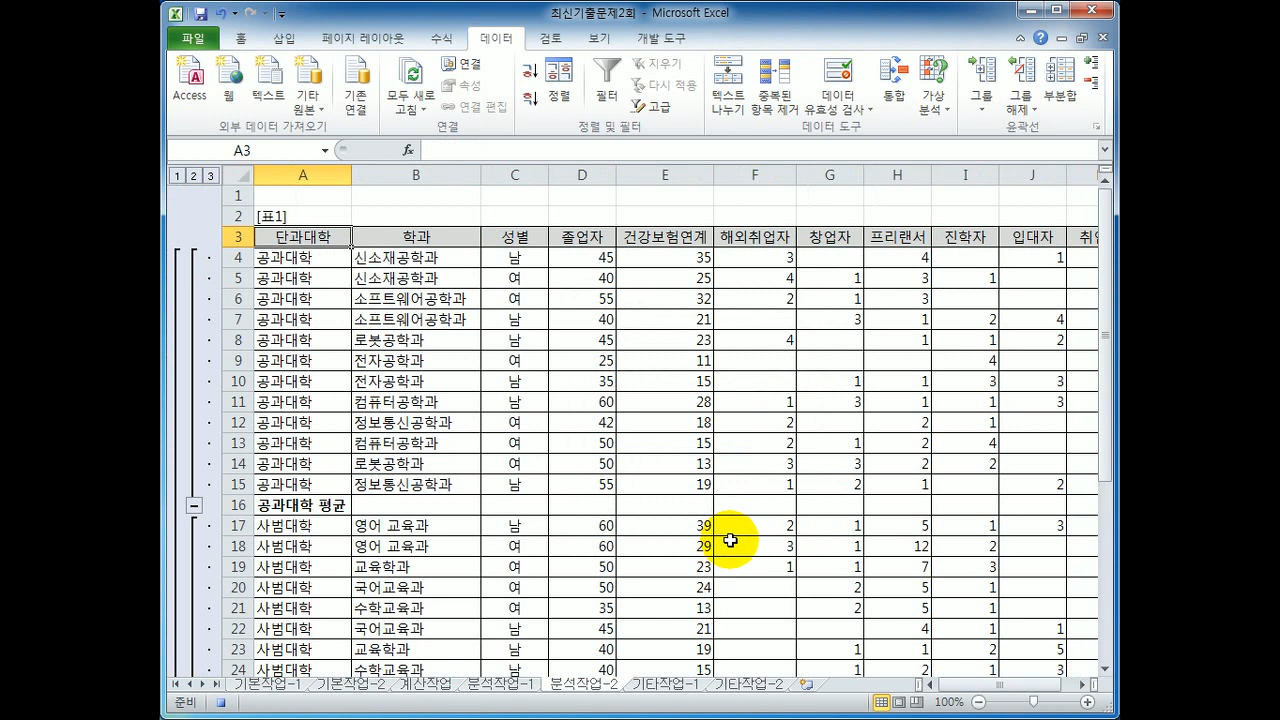 최신기출문제2회 - Microsoft Excel
파일 홈 삽입 페이지 레이아웃 수식 데이터 검토 보기 개발 도구
Access 웹 텍스트 기타 원본 기존 연결 모두 새로 고침 연결 속성 연결 편집 정렬 필터 지우기 다시 적용 고급 텍스트 나누기 중복된 항목 제거 데이터 유효성 검사 통합 가상 분석 그룹 그룹 해제 부분합
외부 데이터 가져오기 연결 정렬 및 필터 데이터 도구 윤곽선
A3 fx
1 2 3 A B C D E F G H I J
1
2 [표1]
3 단과대학 학과 성별 졸업자 건강보험연계 해외취업자 창업자 프리랜서 진학자 입대자
4 공과대학 신소재공학과 남 45 35 3 4 1
5 공과대학 신소재공학과 여 40 25 4 1 3 1
6 공과대학 소프트웨어공학과 여 55 32 2 1 3
7 공과대학 소프트웨어공학과 남 40 21 3 1 2 4
8 공과대학 로봇공학과 남 45 23 4 1 1 2
9 공과대학 전자공학과 여 25 11 4
10 공과대학 전자공학과 남 35 15 1 1 3 3
11 공과대학 컴퓨터공학과 남 60 28 1 3 1 1 3
12 공과대학 정보통신공학과 여 42 18 2 2 1
13 공과대학 컴퓨터공학과 여 50 15 2 1 2 4
14 공과대학 로봇공학과 여 50 13 3 3 2 2
15 공과대학 정보통신공학과 남 55 19 1 2 1 2
16 공과대학 평균
17 사범대학 영어 교육과 남 60 39 2 1 5 1 3
18 사범대학 영어 교육과 여 60 29 3 1 12 2
19 사범대학 교육학과 여 50 23 1 1 7 3
20 사범대학 국어교육과 여 50 24 2 5 1
21 사범대학 수학교육과 여 35 13 2 5 1
22 사범대학 국어교육과 남 45 21 4 1 1
23 사범대학 교육학과 남 40 19 1 1 2 5
24 사범대학 수학교육과 남 40 15 1 2 1 3
기본작업-1 기본작업-2 계산작업 분석작업-1 분석작업-2 기타작업-1 기타작업-2
준비 100%